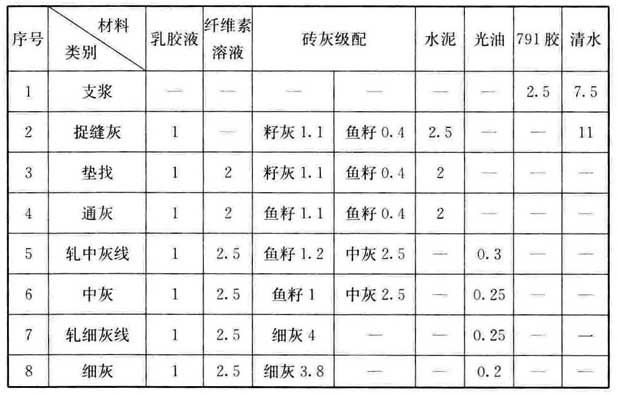 序号 材料 类别 乳胶液 纤维素溶液 砖灰级配 水泥 光油 791胶 清水
1 支浆 — — — — — — 2.5 7.5
2 捉缝灰 1 — 籽灰1.1 鱼籽0.4 2.5 — — 11
3 垫找 1 2 籽灰1.1 鱼籽0.4 2 — — —
4 通灰 1 2 鱼籽1.1 鱼籽0.4 2 — — —
5 轧中灰线 1 2.5 鱼籽1.2 中灰2.5 — 0.3 — —
6 中灰 1 2.5 鱼籽1 中灰2.5 — 0.25 — —
7 轧细灰线 1 2.5 细灰4 — — 0.25 — —
8 细灰 1 2.5 细灰3.8 — — 0.2 — —